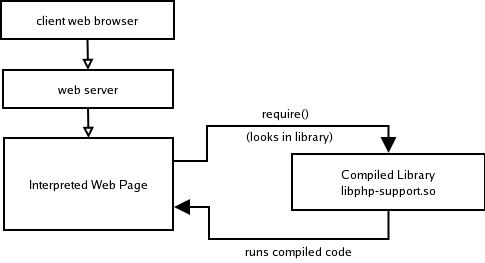 client web browser
web server
require()
(looks in library)
Interpreted Web Page
Compiled Library
libphp-support.so
runs compiled code